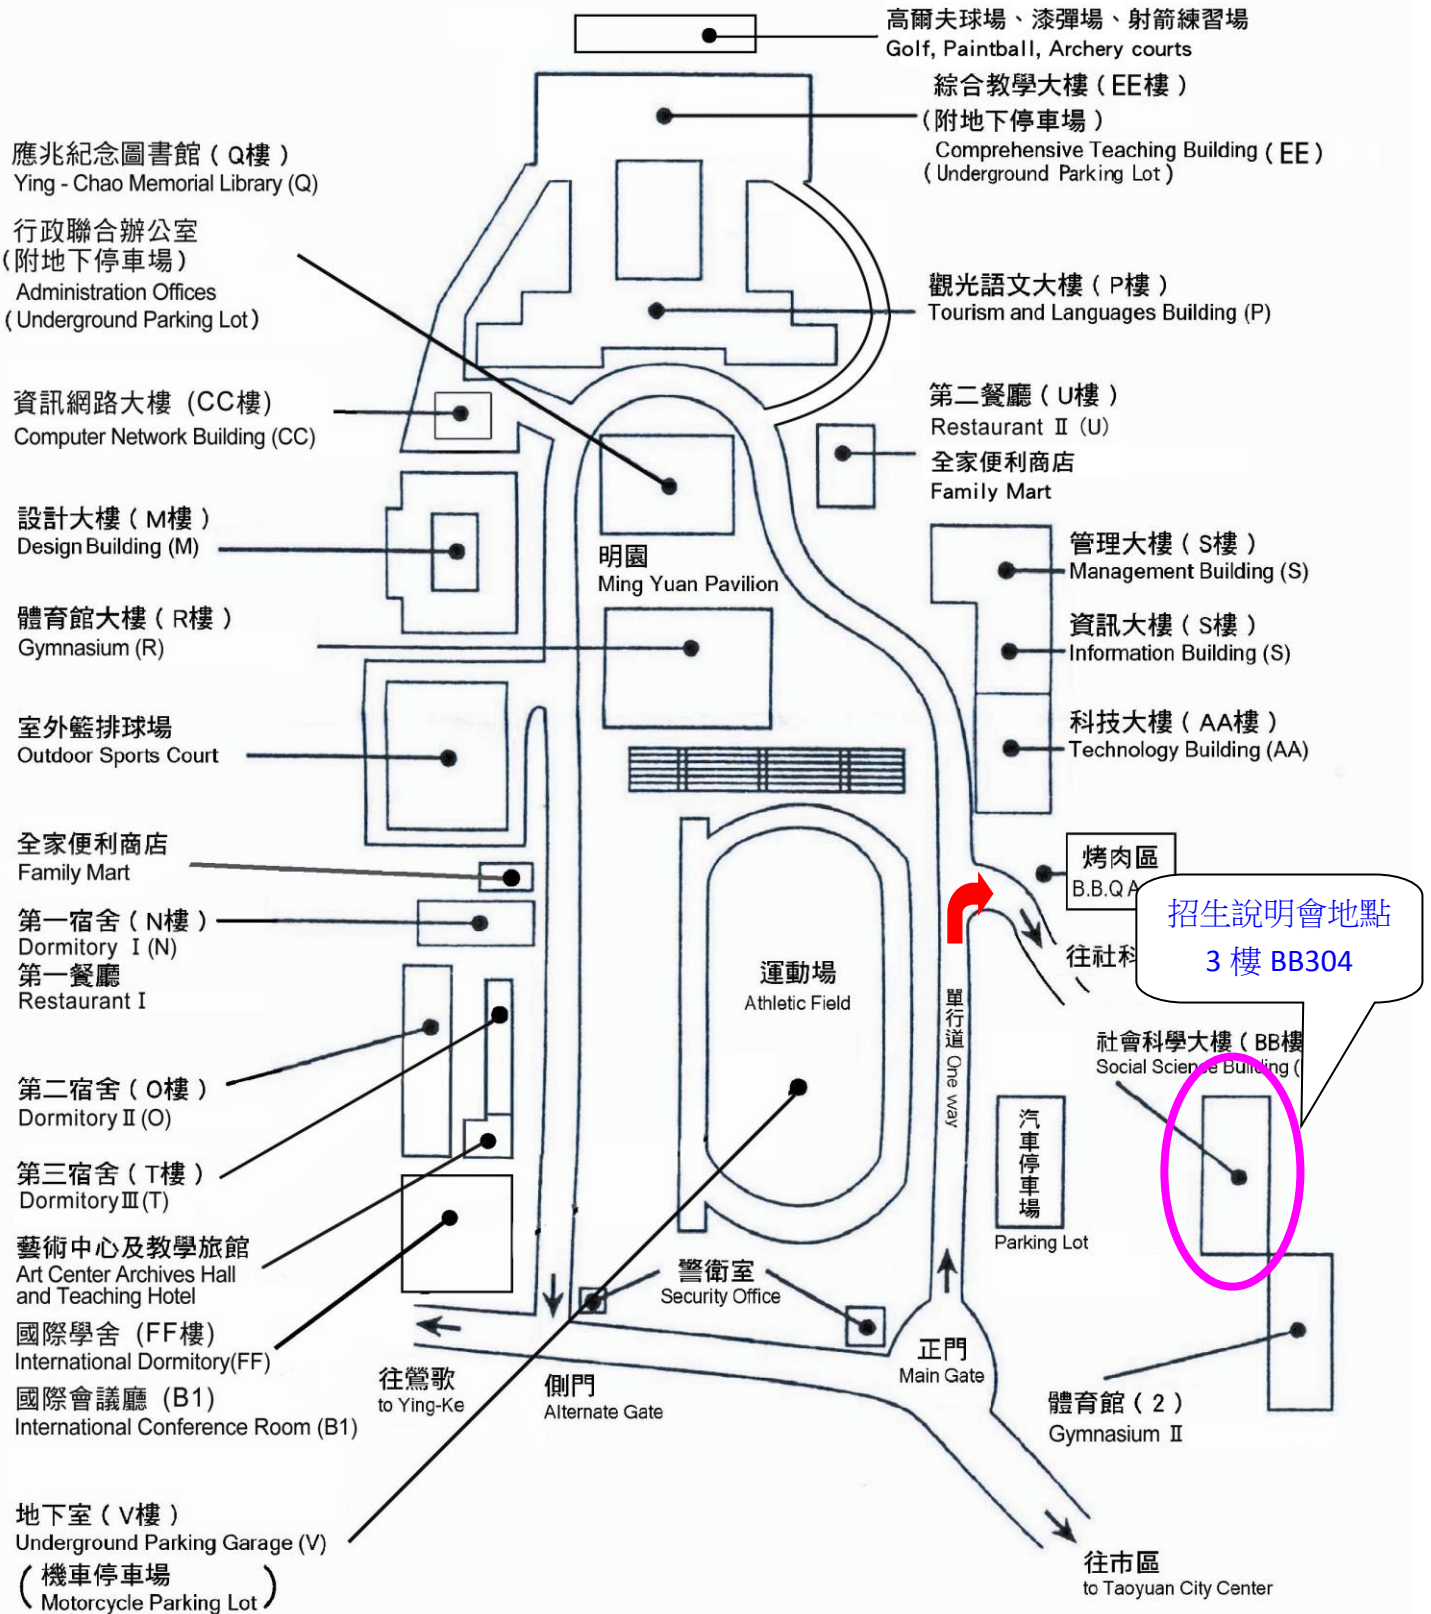 高爾夫球場、漆彈場、射箭練習場
Golf, Paintball, Archery courts
綜合教學大樓（EE樓）
（附地下停車場）
Comprehensive Teaching Building (EE)
(Underground Parking Lot)
應兆紀念圖書館（Q樓）
Ying - Chao Memorial Library (Q)
行政聯合辦公室
（附地下停車場）
Administration Offices
(Underground Parking Lot)
觀光語文大樓（P樓）
Tourism and Languages Building (P)
資訊網路大樓 (CC樓)
Computer Network Building (CC)
第二餐廳（U樓）
Restaurant Ⅱ (U)
全家便利商店
Family Mart
設計大樓（M樓）
Design Building (M)
明園
Ming Yuan Pavilion
管理大樓（S樓）
Management Building (S)
體育館大樓（R樓）
Gymnasium (R)
資訊大樓（S樓）
Information Building (S)
室外籃排球場
Outdoor Sports Court
科技大樓（AA樓）
Technology Building (AA)
全家便利商店
Family Mart
烤肉區
B.B.Q A
招生說明會地點
3 樓 BB304
第一宿舍（N樓）
Dormitory Ⅰ (N)
第一餐廳
Restaurant I
往社科
運動場
Athletic Field
單行道 One way
社會科學大樓（BB樓
Social Science Building (
第二宿舍（O樓）
Dormitory Ⅱ (O)
汽車停車場
Parking Lot
第三宿舍（T樓）
Dormitory Ⅲ (T)
藝術中心及教學旅館
Art Center Archives Hall
and Teaching Hotel
警衛室
Security Office
國際學舍 (FF樓)
International Dormitory(FF)
正門
Main Gate
往鶯歌
to Ying-Ke
側門
Alternate Gate
國際會議廳 (B1)
International Conference Room (B1)
體育館（2）
Gymnasium Ⅱ
地下室（V樓）
Underground Parking Garage (V)
(機車停車場
Motorcycle Parking Lot)
往市區
to Taoyuan City Center